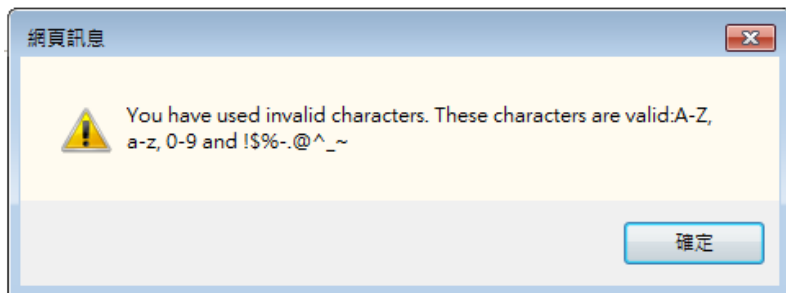 網頁訊息
You have used invalid characters. These characters are valid:A-Z,
a-z, 0-9 and !$%-.@^_~
確定